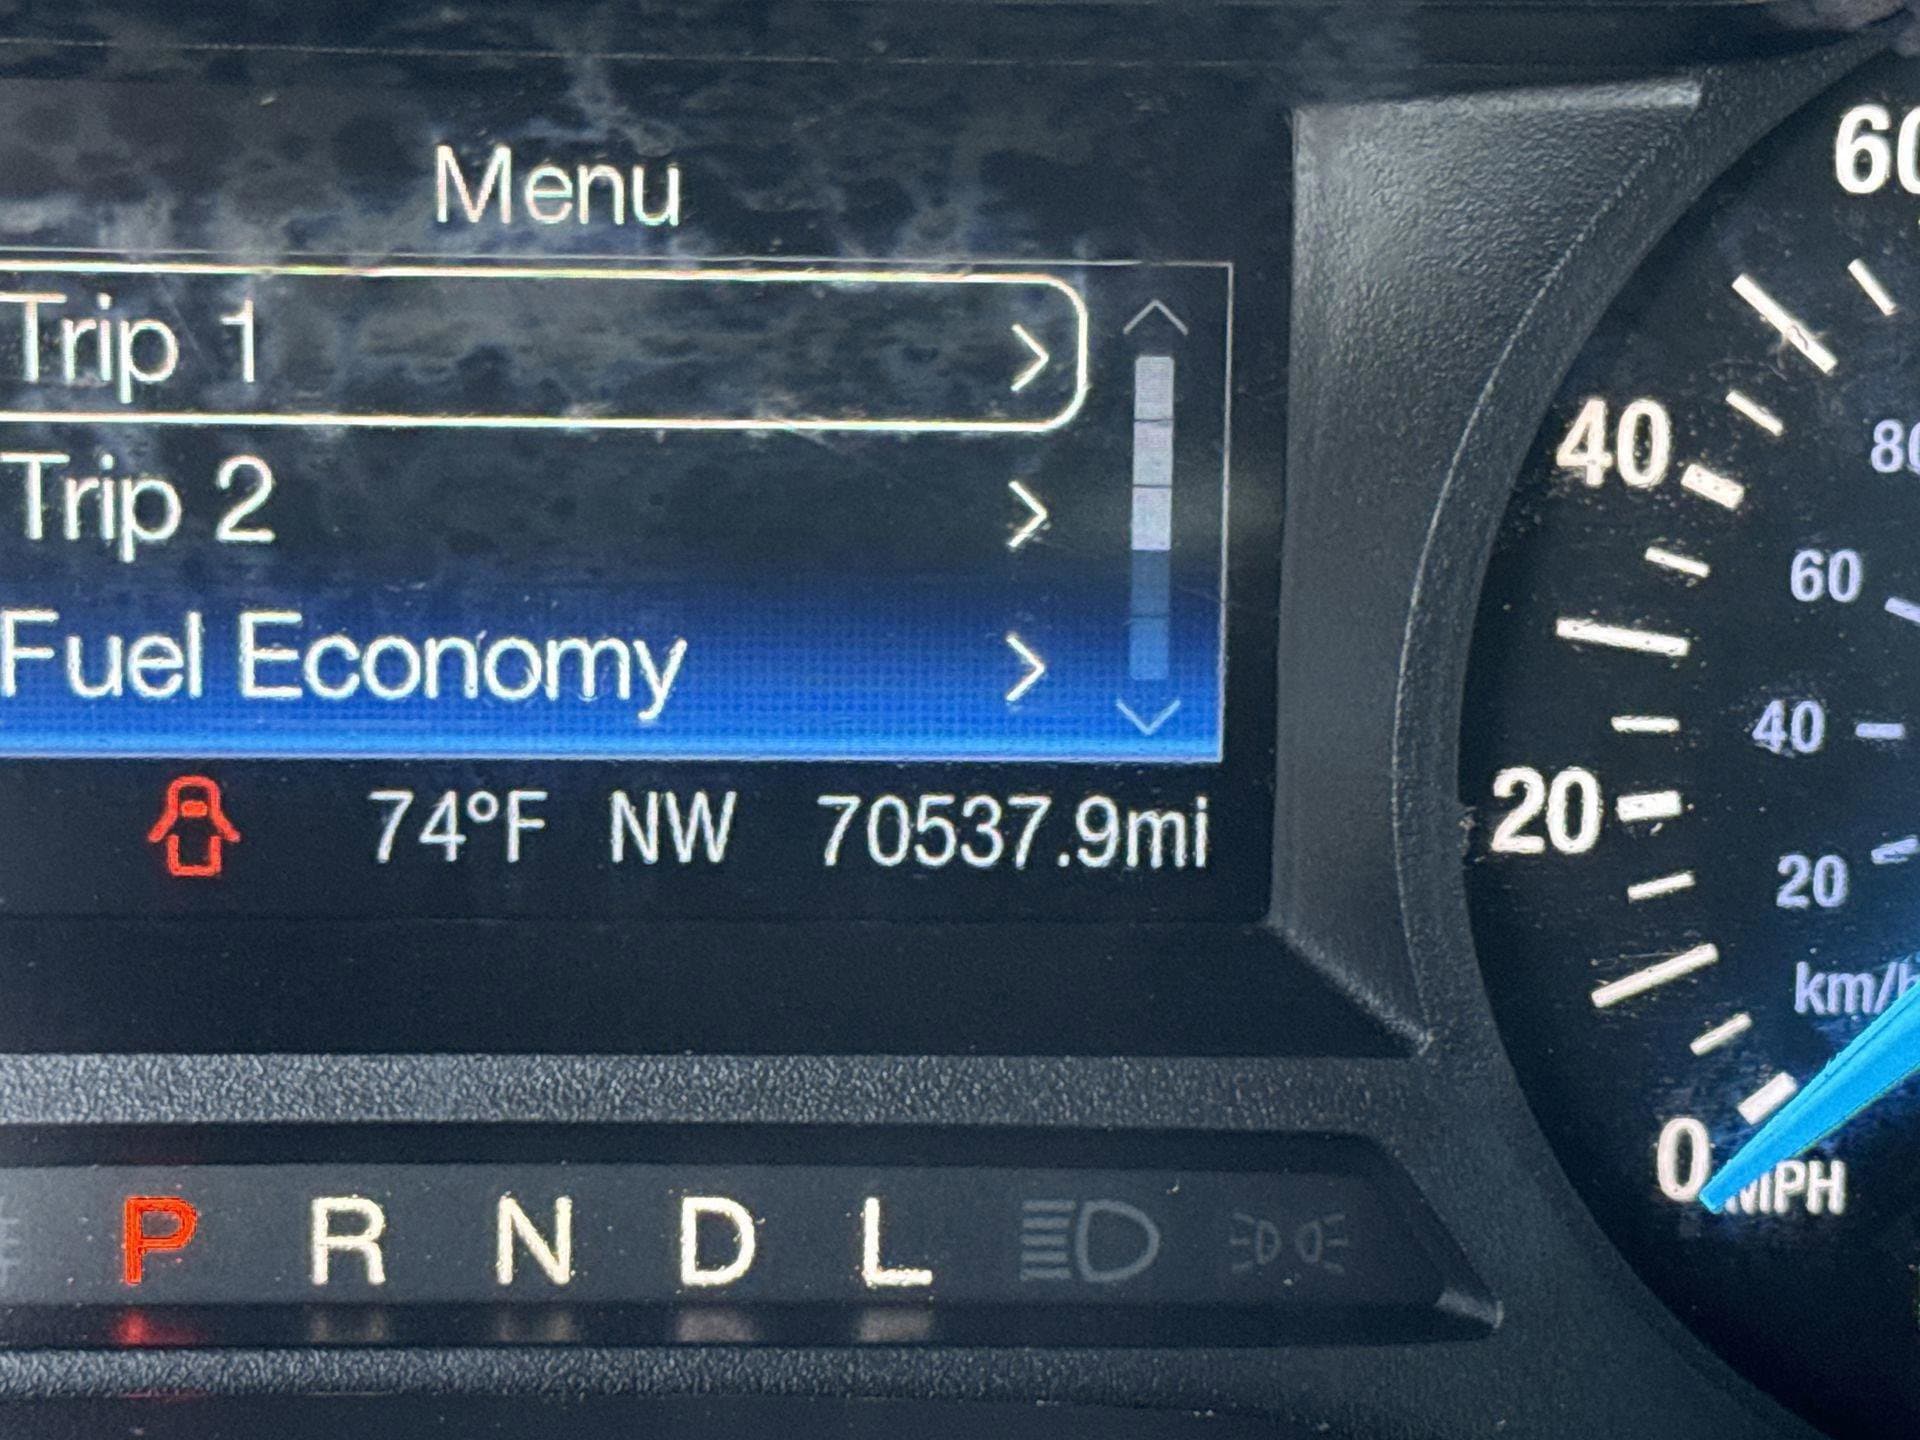 Menu
Trip 1
Trip 2
Fuel Economy
74°F NW 70537.9mi
P R N D L
60
40
20
0
MPH
80
60
40
20
km/h